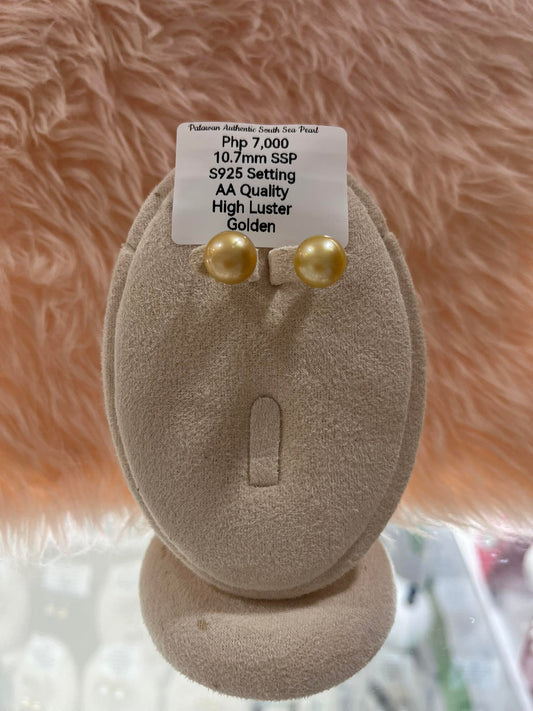 Palawan Authentic South Sea Pearl
Php 7,000
10.7mm SSP
S925 Setting
AA Quality
High Luster
Golden